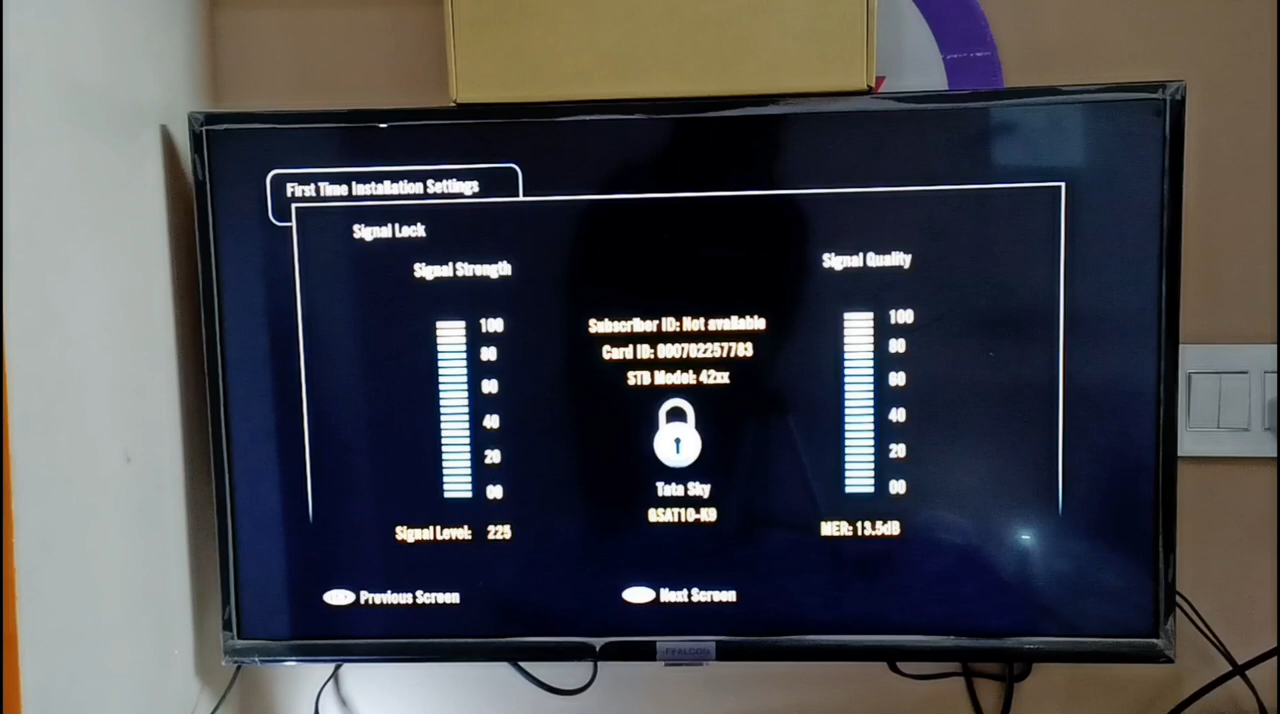 First Time Installation Settings
Signal Lock
Signal Strength
Signal Quality
Subscriber ID: Not available
Card ID: 000702257763
STB Model: 42xx
100
80
60
40
20
00
100
80
60
40
20
00
Tata Sky
GSAT10-K9
Signal Level: 225
MER: 13.5dB
Previous Screen
Next Screen
FFALCON